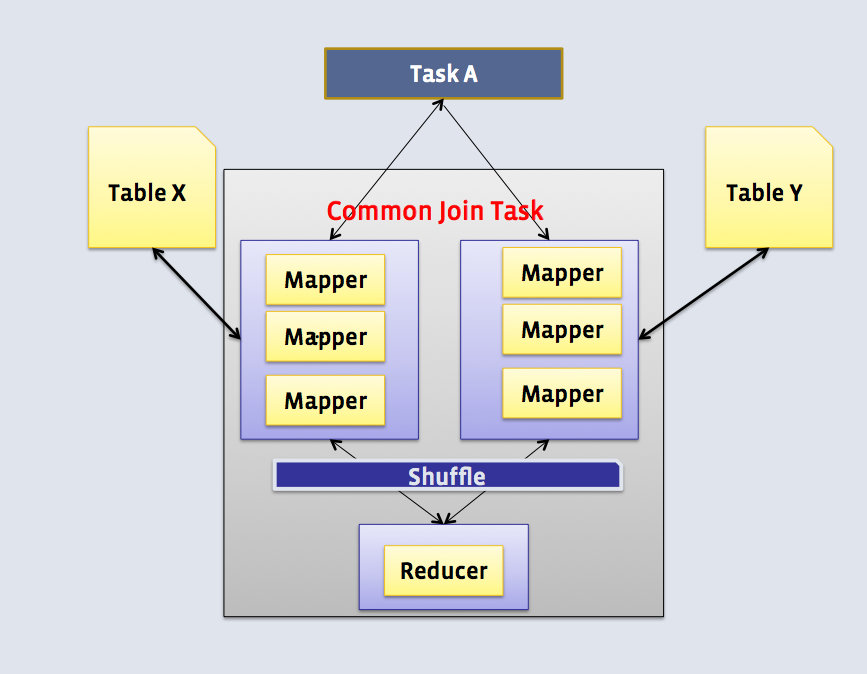 Task A
Table X
Table Y
Common Join Task
Mapper
Mapper
Mapper
Mapper
Mapper
Mapper
Shuffle
Reducer